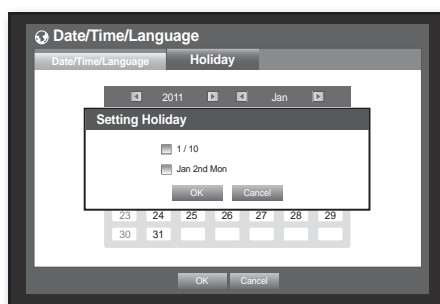 Date/Time/Language
Date/Time/Language Holiday
2011 Jan
Setting Holiday
1 / 10
Jan 2nd Mon
OK Cancel
23 24 25 26 27 28 29
30 31
OK Cancel